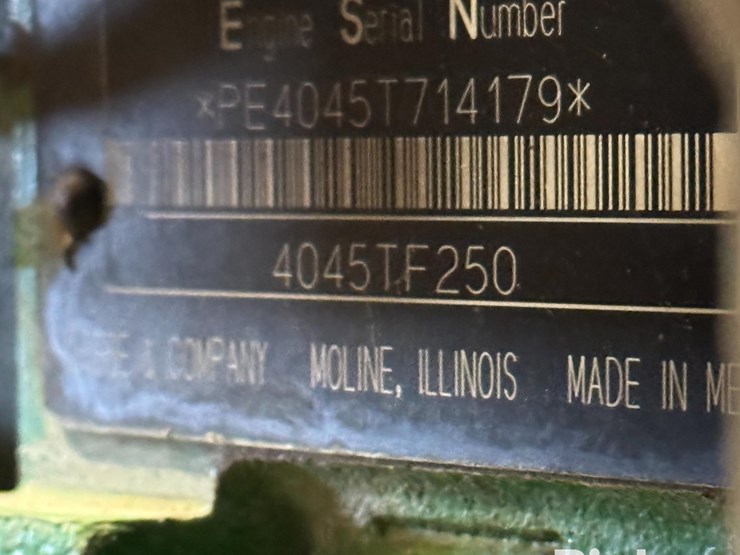 Engine Serial Number
*PE4045T714179*
4045TF250
& COMPANY MOLINE, ILLINOIS MADE IN